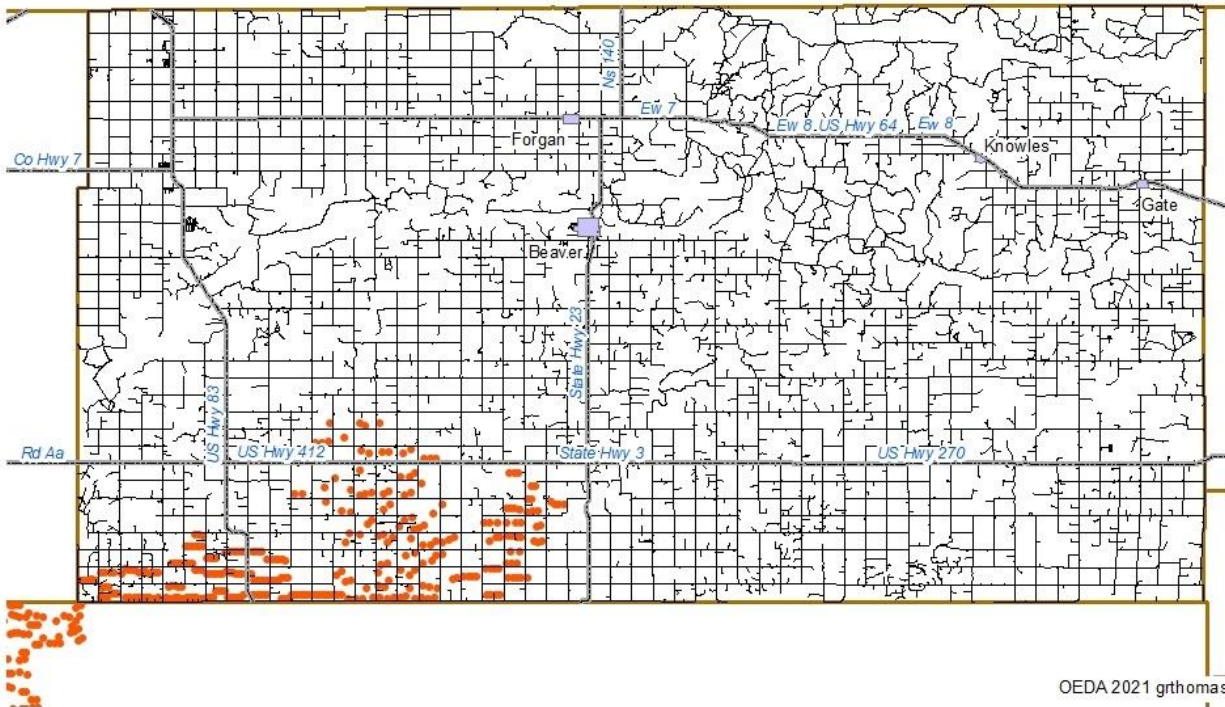 Ns 140
Ew 7
Forgan
Ew 8 US Hwy 64 Ew 8
Knowles
Co Hwy 7
Gate
Beaver
State Hwy 23
US Hwy 83
Rd Aa
US Hwy 412
State Hwy 3
US Hwy 270
OEDA 2021 grthomas